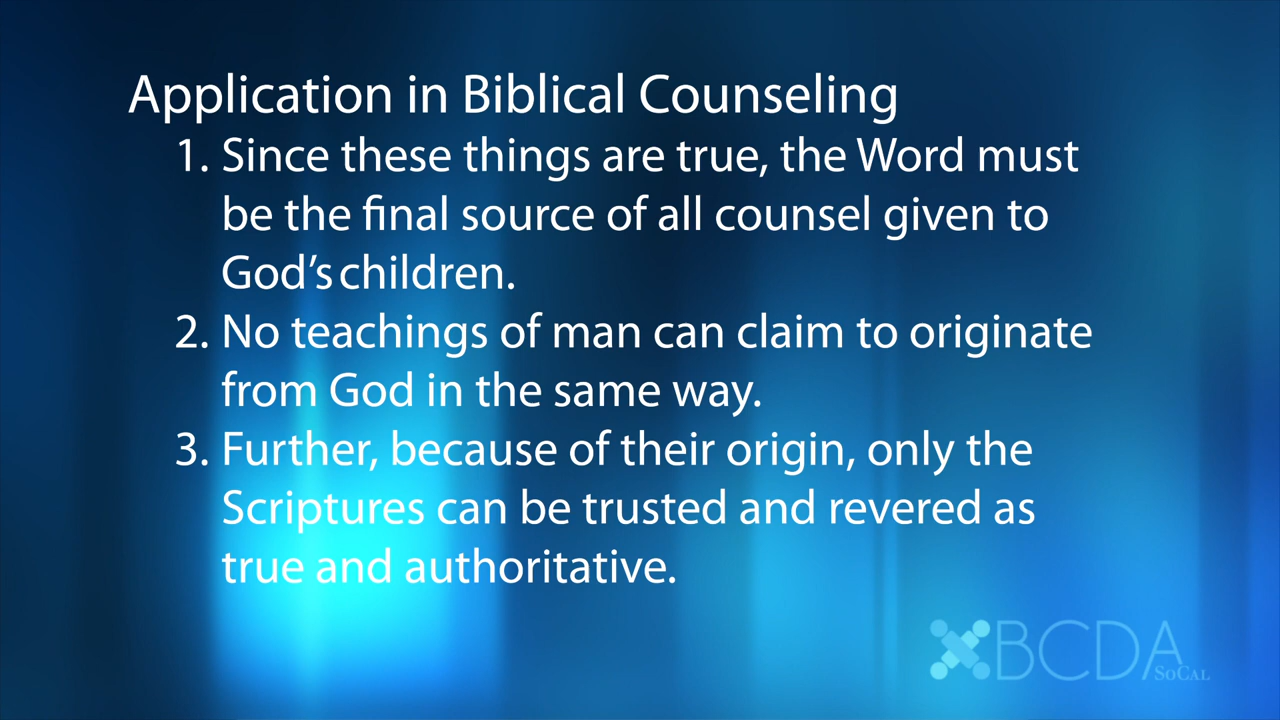 Application in Biblical Counseling
1. Since these things are true, the Word must
be the final source of all counsel given to
God's children.
2. No teachings of man can claim to originate
from God in the same way.
3. Further, because of their origin, only the
Scriptures can be trusted and revered as
true and authoritative.
BCDA
SoCal